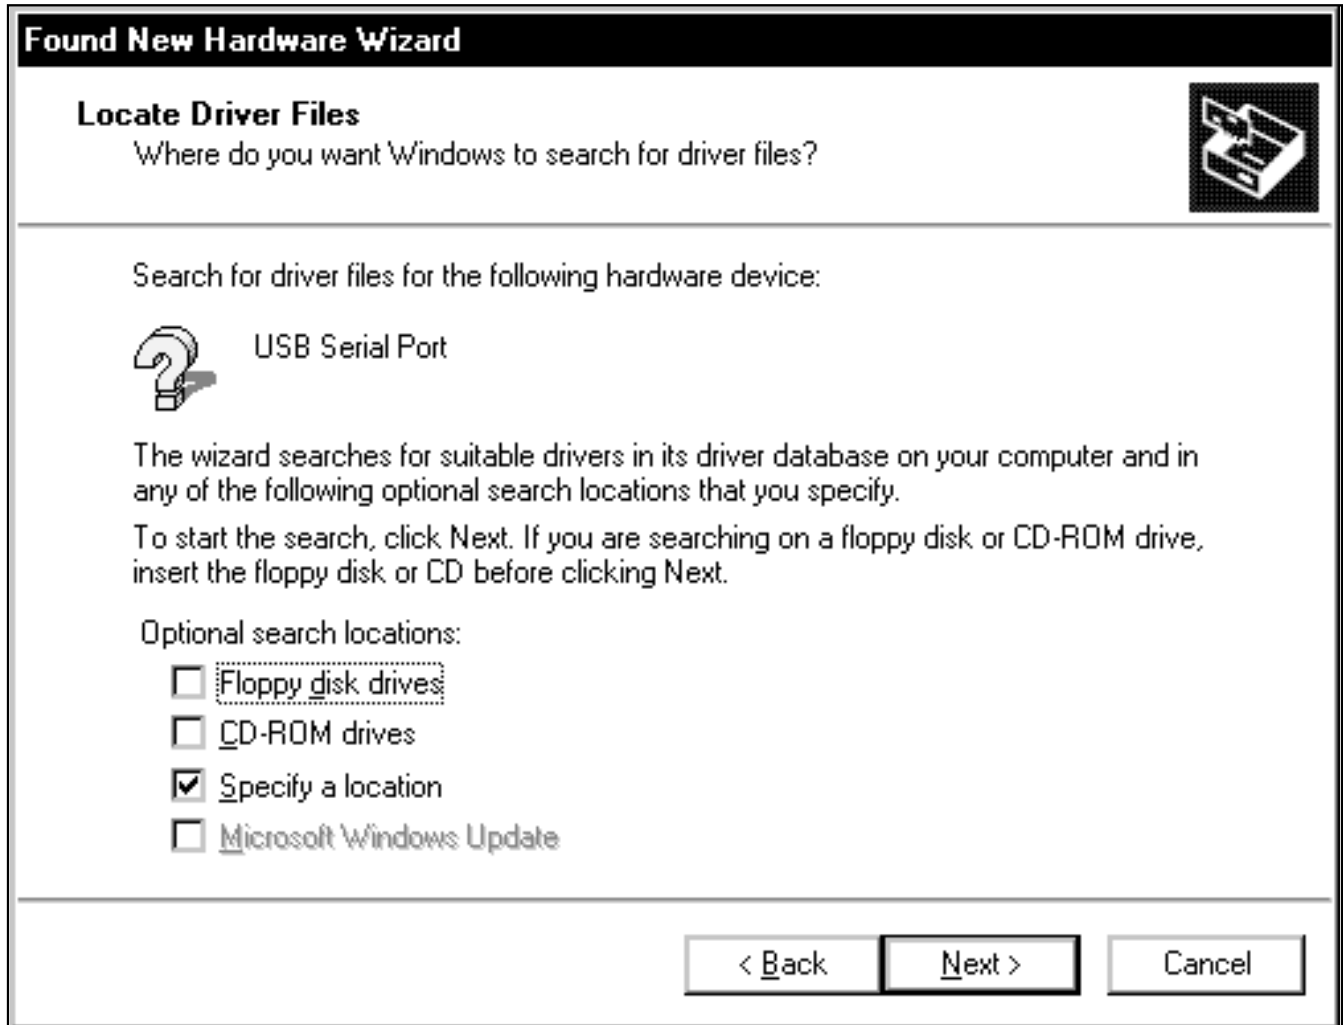 Found New Hardware Wizard
Locate Driver Files
Where do you want Windows to search for driver files?
Search for driver files for the following hardware device:
USB Serial Port
The wizard searches for suitable drivers in its driver database on your computer and in
any of the following optional search locations that you specify.
To start the search, click Next. If you are searching on a floppy disk or CD-ROM drive,
insert the floppy disk or CD before clicking Next.
Optional search locations:
Floppy disk drives
CD-ROM drives
Specify a location
Microsoft Windows Update
< Back Next > Cancel